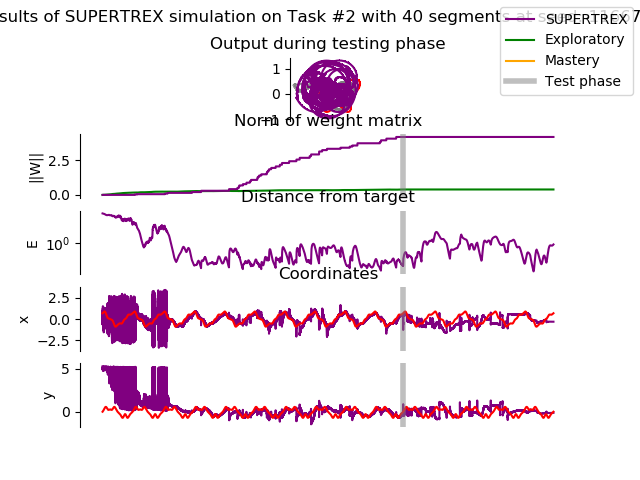 sults of SUPERTREX simulation on Task #2 with 40 segments
SUPERTREX
Exploratory
Mastery
Test phase
Output during testing phase
1
0
−1
Norm of weight matrix
||W||
2.5
0.0
Distance from target
E
10⁰
Coordinates
x
2.5
0.0
−2.5
y
5
0